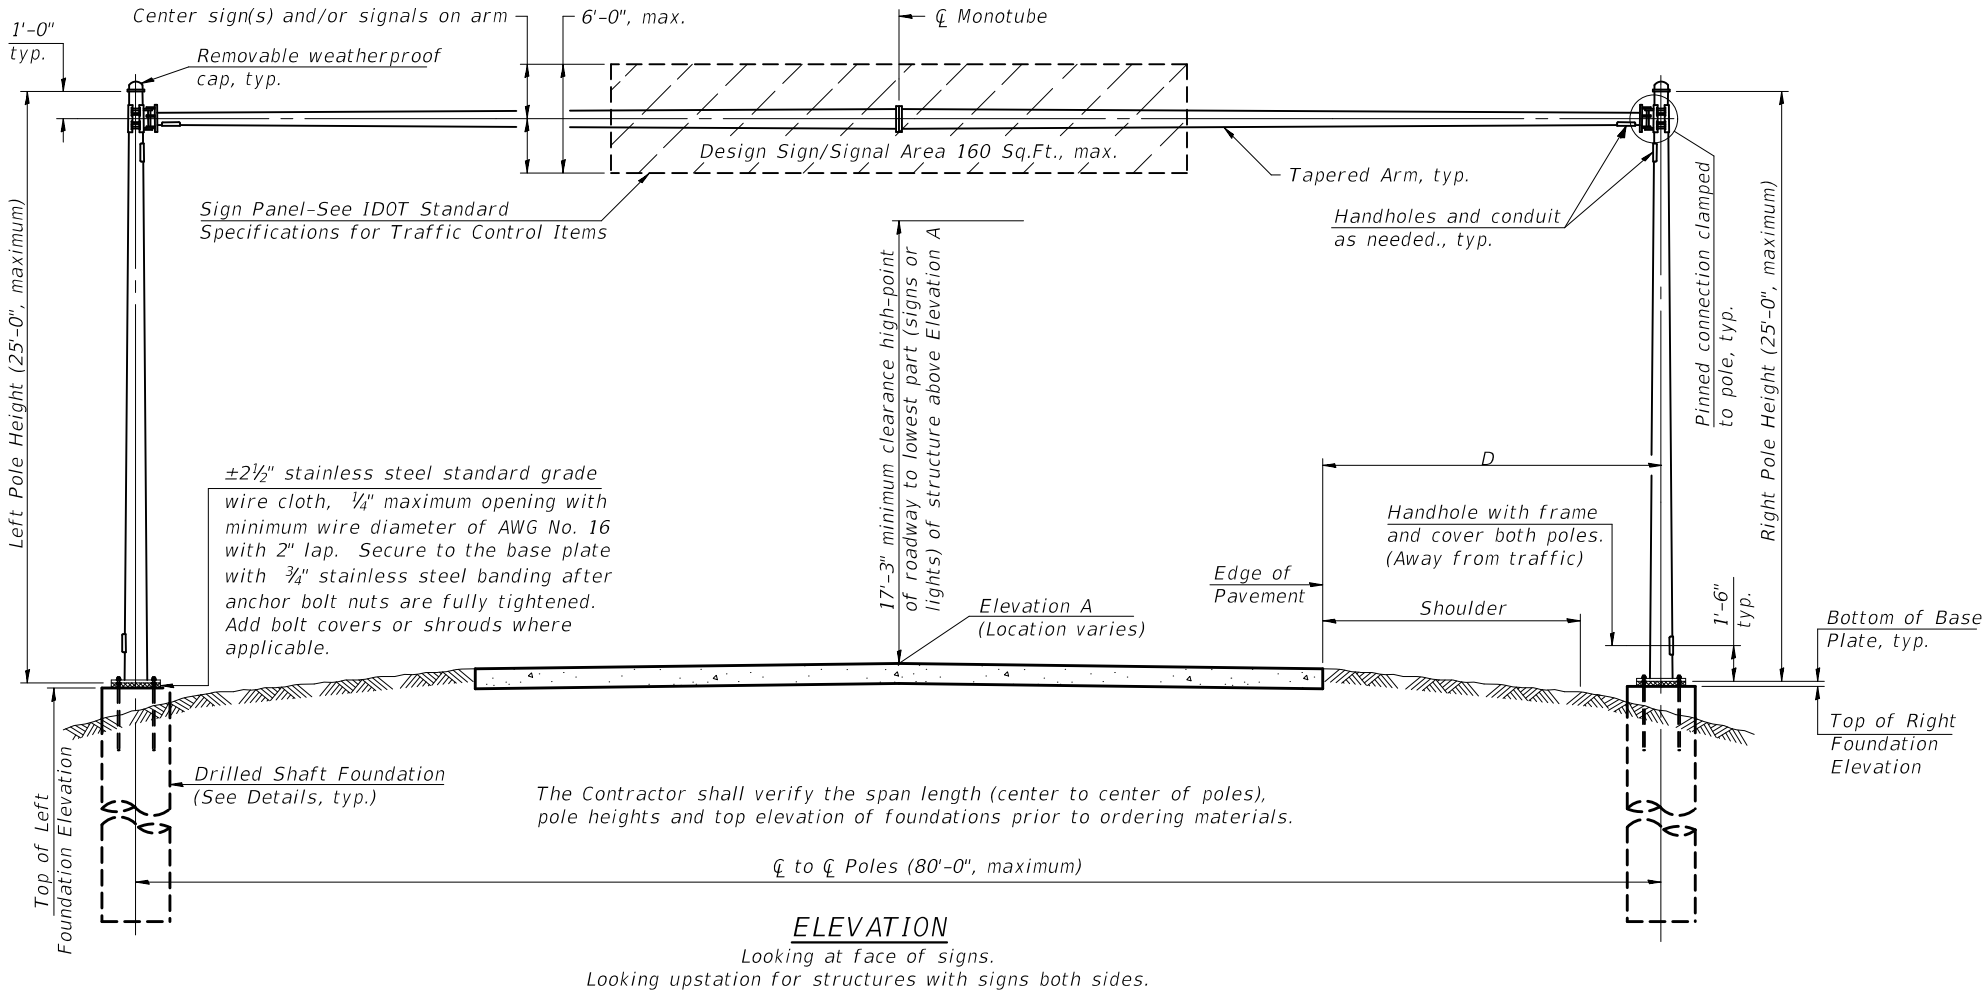 Center sign(s) and/or signals on arm
6'-0", max.
℄ Monotube
1'-0"
typ.
Removable weatherproof
cap, typ.
Design Sign/Signal Area 160 Sq.Ft., max.
Tapered Arm, typ.
Sign Panel-See IDOT Standard
Specifications for Traffic Control Items
Handholes and conduit
as needed., typ.
Pinned connection clamped
to pole, typ.
Left Pole Height (25'-0", maximum)
Right Pole Height (25'-0", maximum)
17'-3" minimum clearance high-point
of roadway to lowest part (signs or
lights) of structure above Elevation A
±2½" stainless steel standard grade
wire cloth, ¼" maximum opening with
minimum wire diameter of AWG No. 16
with 2" lap. Secure to the base plate
with ¾" stainless steel banding after
anchor bolt nuts are fully tightened.
Add bolt covers or shrouds where
applicable.
D
Handhole with frame
and cover both poles.
(Away from traffic)
Edge of
Pavement
Shoulder
1'-6"
typ.
Elevation A
(Location varies)
Bottom of Base
Plate, typ.
Top of Right
Foundation
Elevation
Top of Left
Foundation Elevation
Drilled Shaft Foundation
(See Details, typ.)
The Contractor shall verify the span length (center to center of poles),
pole heights and top elevation of foundations prior to ordering materials.
℄ to ℄ Poles (80'-0", maximum)
ELEVATION
Looking at face of signs.
Looking upstation for structures with signs both sides.